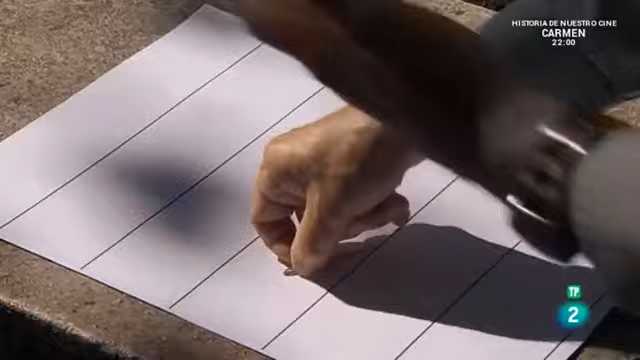 HISTORIA DE NUESTRO CINE
CARMEN
22:00
TP
2